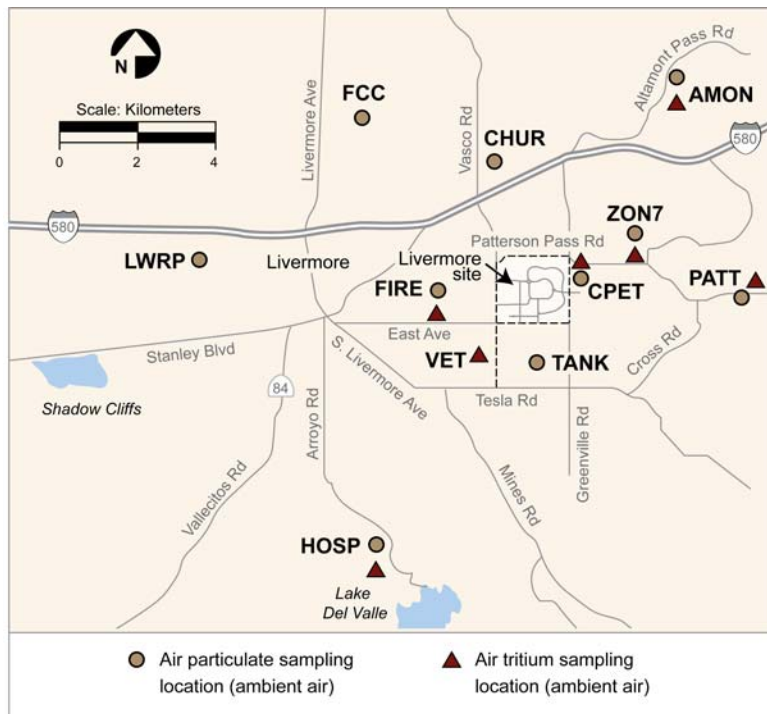 Altamont Pass Rd
AMON
N
Livermore Ave
FCC
Vasco Rd
Scale: Kilometers
0 2 4
CHUR
580
580
ZON7
Patterson Pass Rd
LWRP
Livermore
Livermore
site
PATT
FIRE
CPET
East Ave
Stanley Blvd
S. Livermore Ave
VET
TANK
Cross Rd
84
Tesla Rd
Shadow Cliffs
Arroyo Rd
Greenville Rd
Vallecitos Rd
Mines Rd
HOSP
Lake
Del Valle
Air particulate sampling
location (ambient air)
Air tritium sampling
location (ambient air)